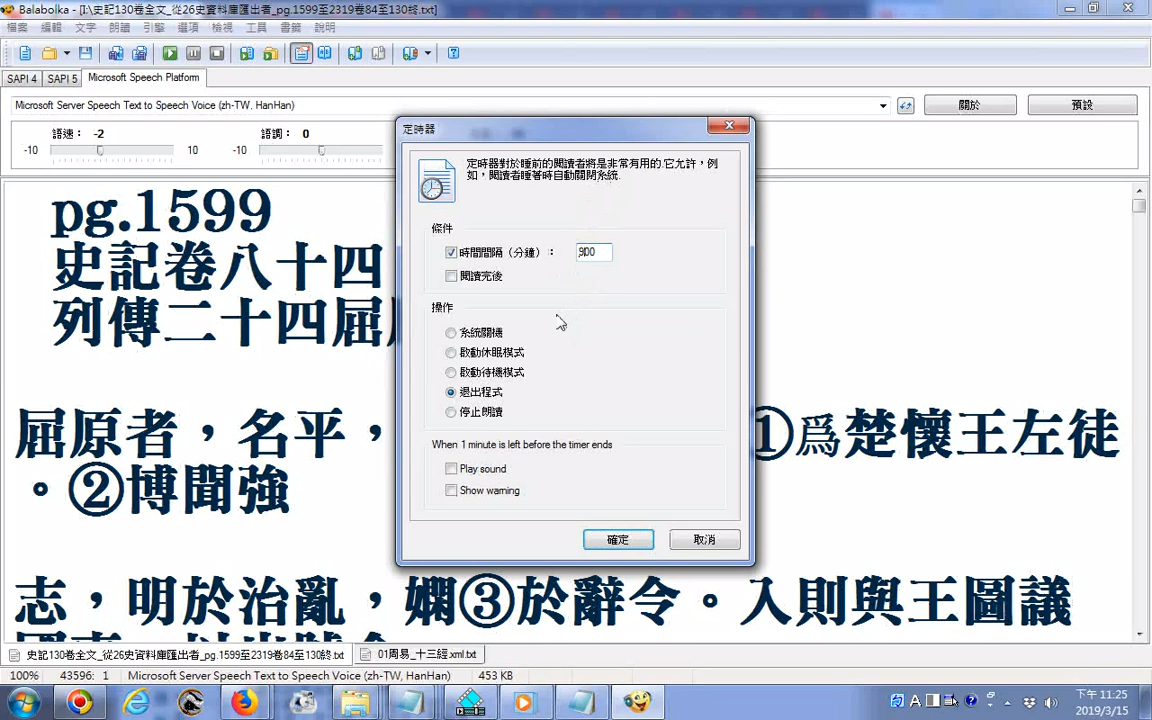 Balabolka - [I:\史記130卷全文_從26史資料庫匯出者_pg.1599至2319卷84至130終.txt]
檔案 編輯 文字 朗讀 引擎 選項 檢視 工具 書籤 說明
SAPI 4 SAPI 5 Microsoft Speech Platform
Microsoft Server Speech Text to Speech Voice (zh-TW, HanHan) 關於 預設
語速： -2 語調： 0
-10 10 -10
定時器
定時器對於睡前的閱讀者將是非常有用的.它允許，例
如，閱讀者睡著時自動關閉系統.
條件
時間間隔（分鐘）： 900
閱讀完後
操作
系統關機
啟動休眠模式
啟動待機模式
退出程式
停止朗讀
When 1 minute is left before the timer ends
Play sound
Show warning
確定 取消
pg.1599
史記卷八十四
列傳二十四屈
屈原者，名平， ①爲楚懷王左徒
。②博聞強
志，明於治亂，嫻③於辭令。入則與王圖議
史記130卷全文_從26史資料庫匯出者_pg.1599至2319卷84至130終.txt 01周易_十三經.xml.txt
100% 43596: 1 Microsoft Server Speech Text to Speech Voice (zh-TW, HanHan) 453 KB
下午 11:25
2019/3/15